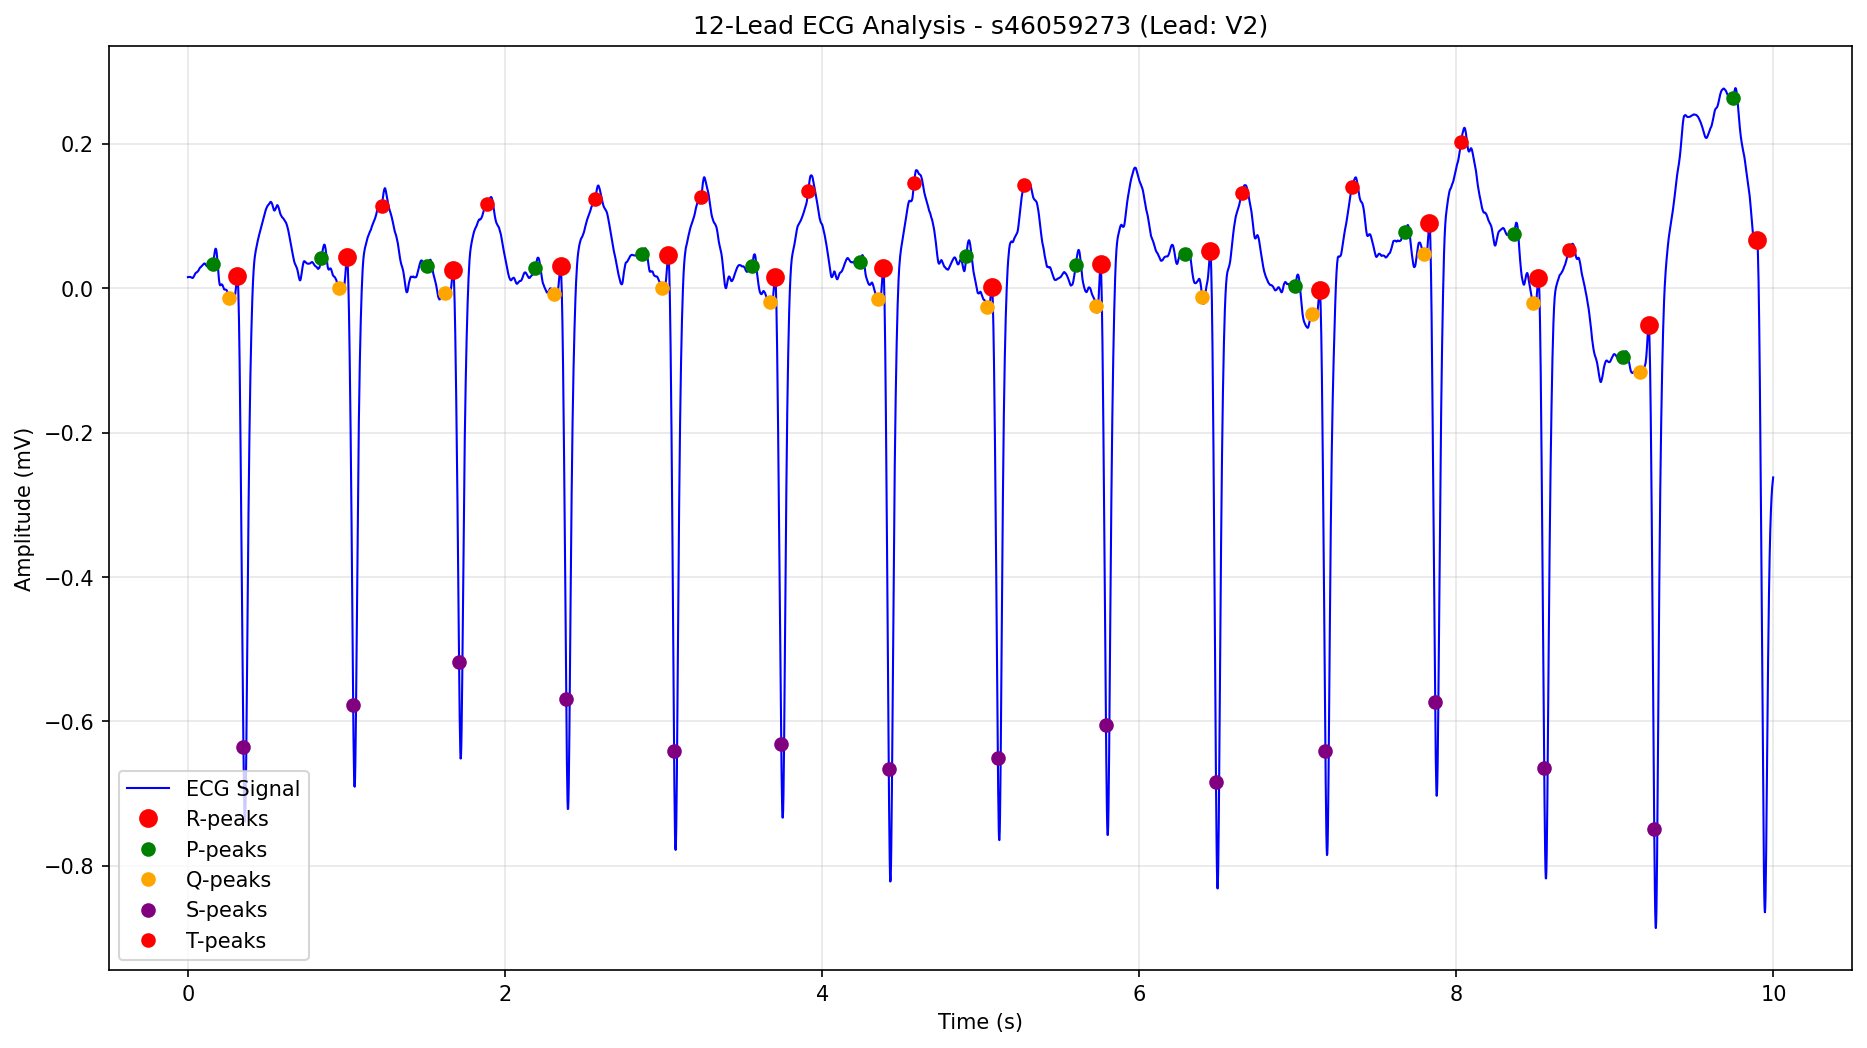 12-Lead ECG Analysis - s46059273 (Lead: V2)
Amplitude (mV)
0.2
0.0
−0.2
−0.4
−0.6
−0.8
ECG Signal
R-peaks
P-peaks
Q-peaks
S-peaks
T-peaks
0 2 4 6 8 10
Time (s)